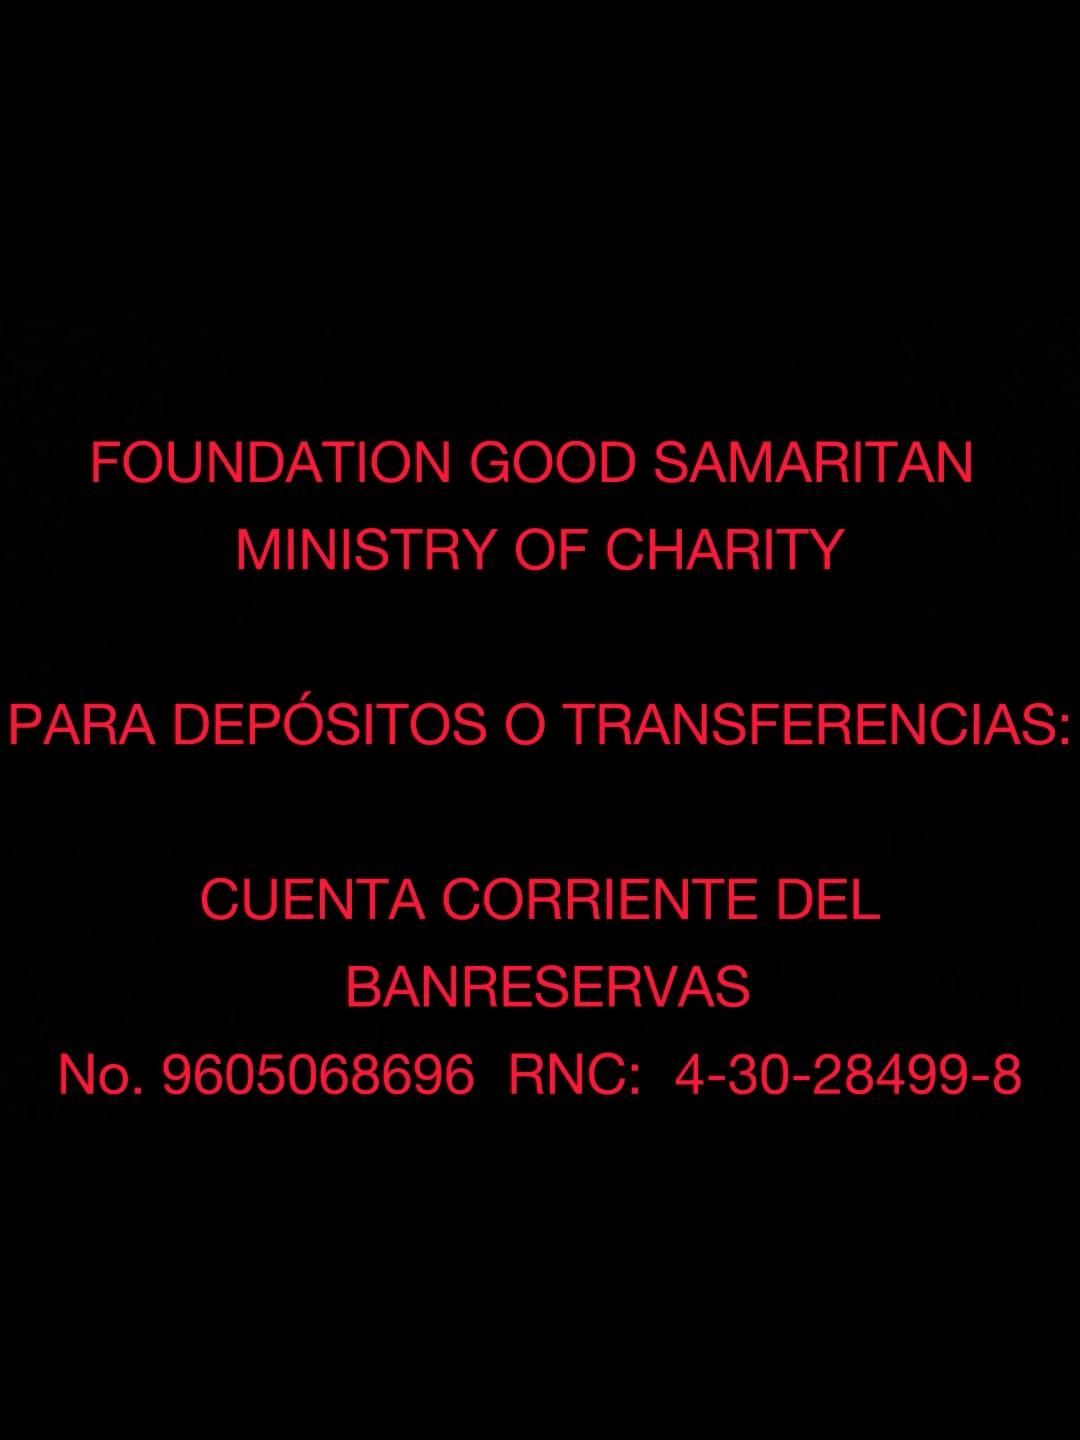 FOUNDATION GOOD SAMARITAN
MINISTRY OF CHARITY
PARA DEPÓSITOS O TRANSFERENCIAS:
CUENTA CORRIENTE DEL
BANRESERVAS
No. 9605068696 RNC: 4-30-28499-8